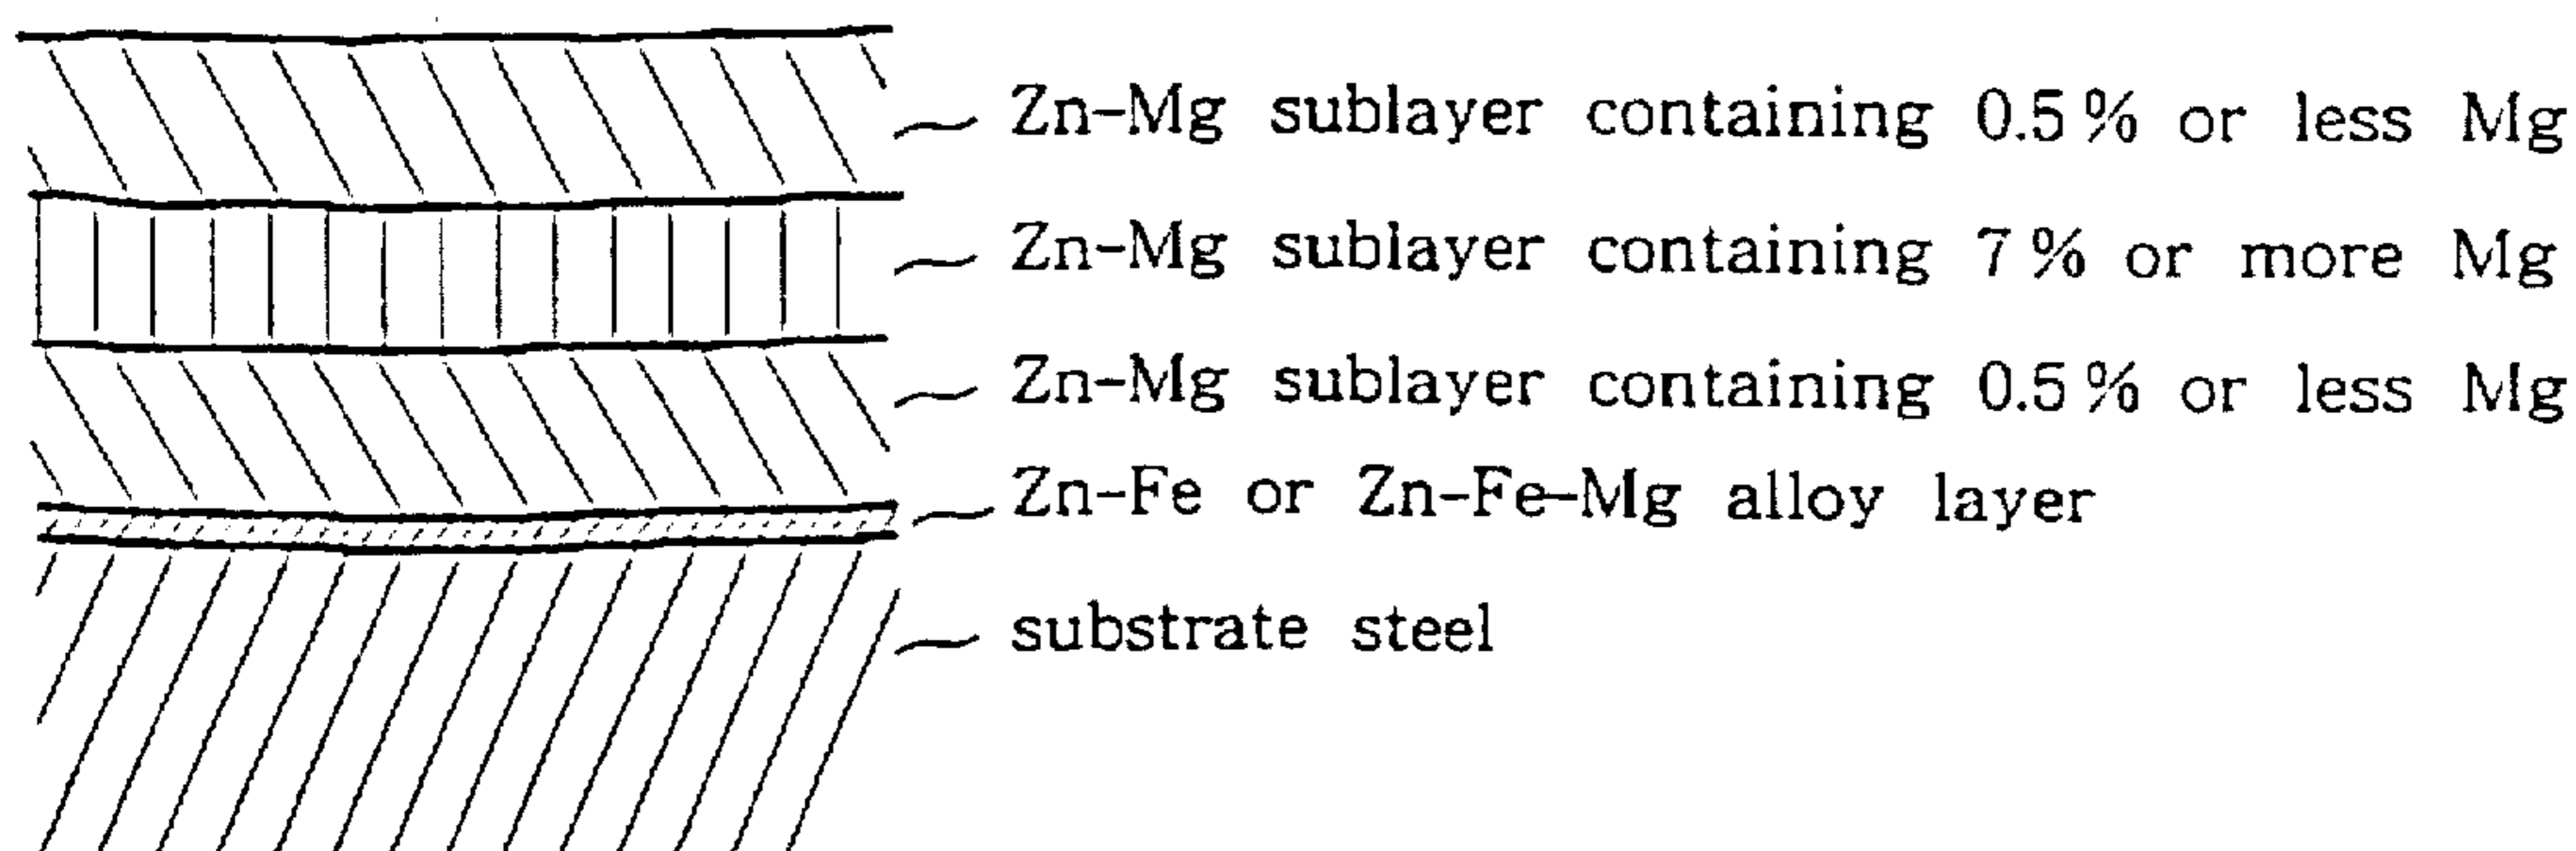 Zn-Mg sublayer containing 0.5% or less Mg
Zn-Mg sublayer containing 7% or more Mg
Zn-Mg sublayer containing 0.5% or less Mg
Zn-Fe or Zn-Fe-Mg alloy layer
substrate steel